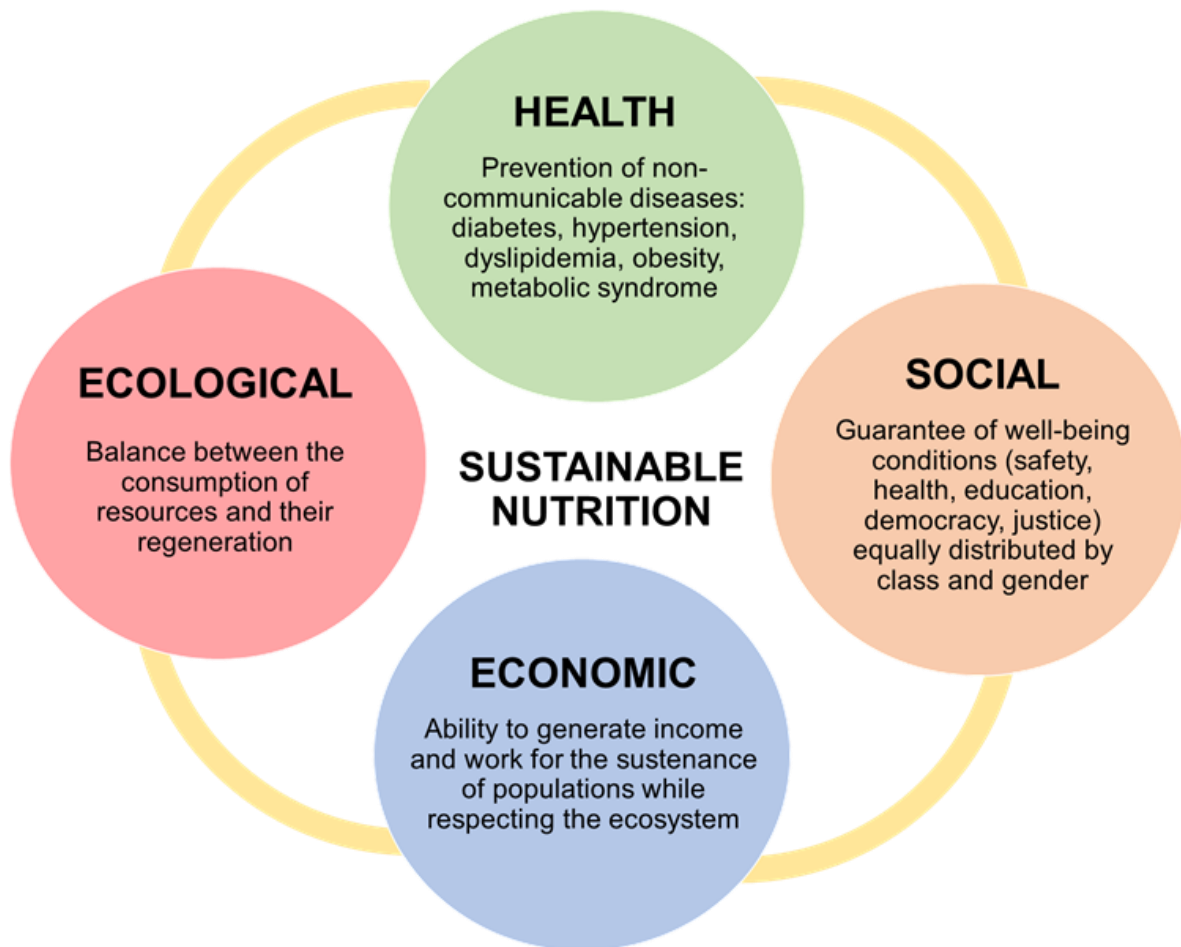 HEALTH
Prevention of non-
communicable diseases:
diabetes, hypertension,
dyslipidemia, obesity,
metabolic syndrome
ECOLOGICAL
Balance between the
consumption of
resources and their
regeneration
SUSTAINABLE
NUTRITION
SOCIAL
Guarantee of well-being
conditions (safety,
health, education,
democracy, justice)
equally distributed by
class and gender
ECONOMIC
Ability to generate income
and work for the sustenance
of populations while
respecting the ecosystem